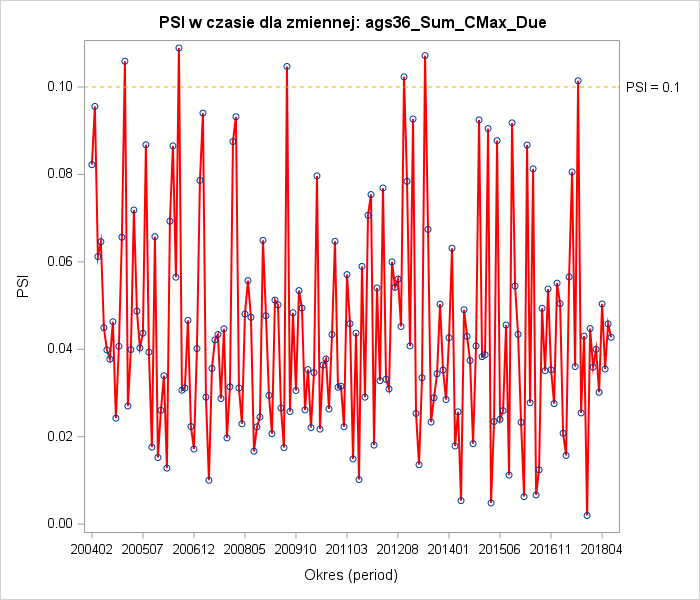 PSI w czasie dla zmiennej: ags36_Sum_CMax_Due
0.10
PSI = 0.1
0.08
0.06
PSI
0.04
0.02
0.00
200402 200507 200612 200805 200910 201103 201208 201401 201506 201611 201804
Okres (period)